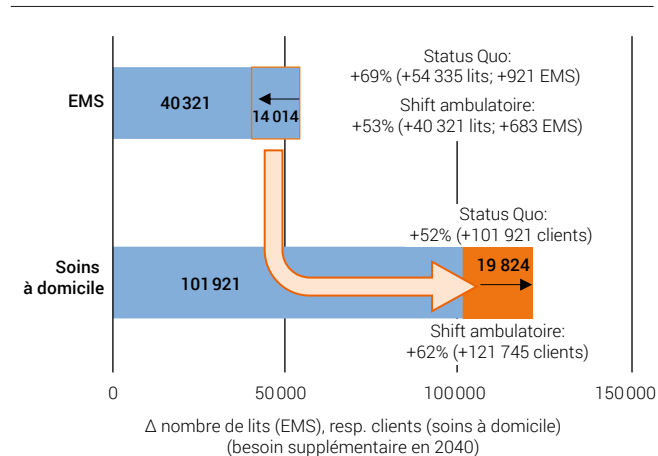 Status Quo:
+69% (+54 335 lits; +921 EMS)
EMS
40 321
14 014
Shift ambulatoire:
+53% (+40 321 lits; +683 EMS)
Status Quo:
+52% (+101 921 clients)
Soins
à domicile
101 921
19 824
Shift ambulatoire:
+62% (+121 745 clients)
0
50 000
100 000
150 000
Δ nombre de lits (EMS), resp. clients (soins à domicile)
(besoin supplémentaire en 2040)